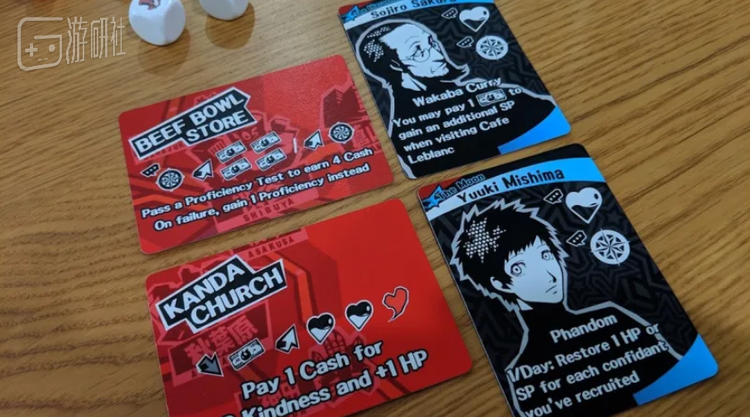 游研社
BEEF BOWL
STORE
Pass a Proficiency Test to earn 4 Cash
On failure, gain 1 Proficiency instead
SHIBUYA
Sojiro Sakura
Wakaba Curry
You may pay 1 to
gain an additional SP
when visiting Cafe
Leblanc
ASAKUSA
KANDA
CHURCH
秋葉原
Pay 1 Cash for
Kindness and +1 HP
The Moon
Yuuki Mishima
Phandom
1/Day: Restore 1 HP or
SP for each confidant
you've recruited